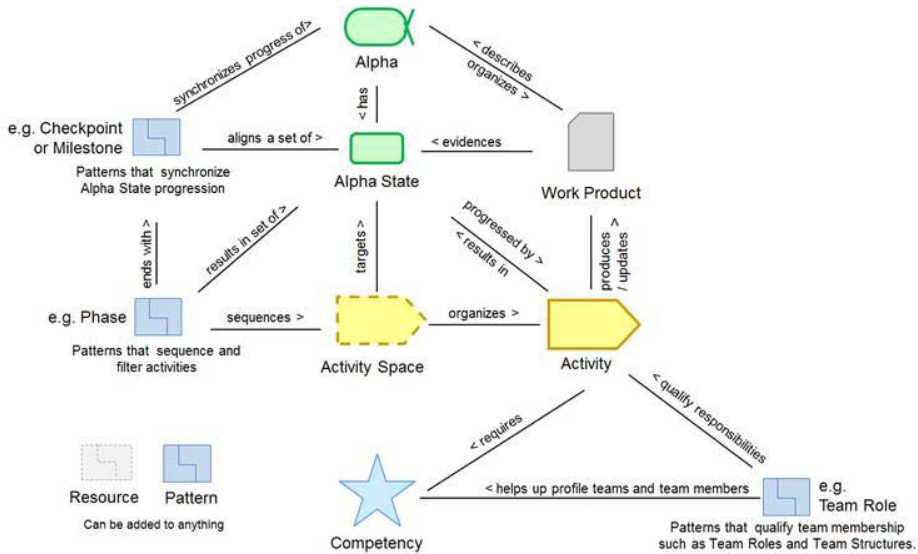 Alpha
synchronizes progress of>
< describes
organizes >
< has
e.g. Checkpoint
or Milestone
aligns a set of >
< evidences
Patterns that synchronize
Alpha State progression
Alpha State
Work Product
ends with >
results in set of >
targets >
progressed by >
< results in
produces >
/ updates
e.g. Phase
sequences >
organizes >
Patterns that sequence and
filter activities
Activity Space
Activity
< requires
< qualify responsibilities
Resource
Pattern
Can be added to anything
< helps up profile teams and team members
e.g.
Team Role
Competency
Patterns that qualify team membership
such as Team Roles and Team Structures.